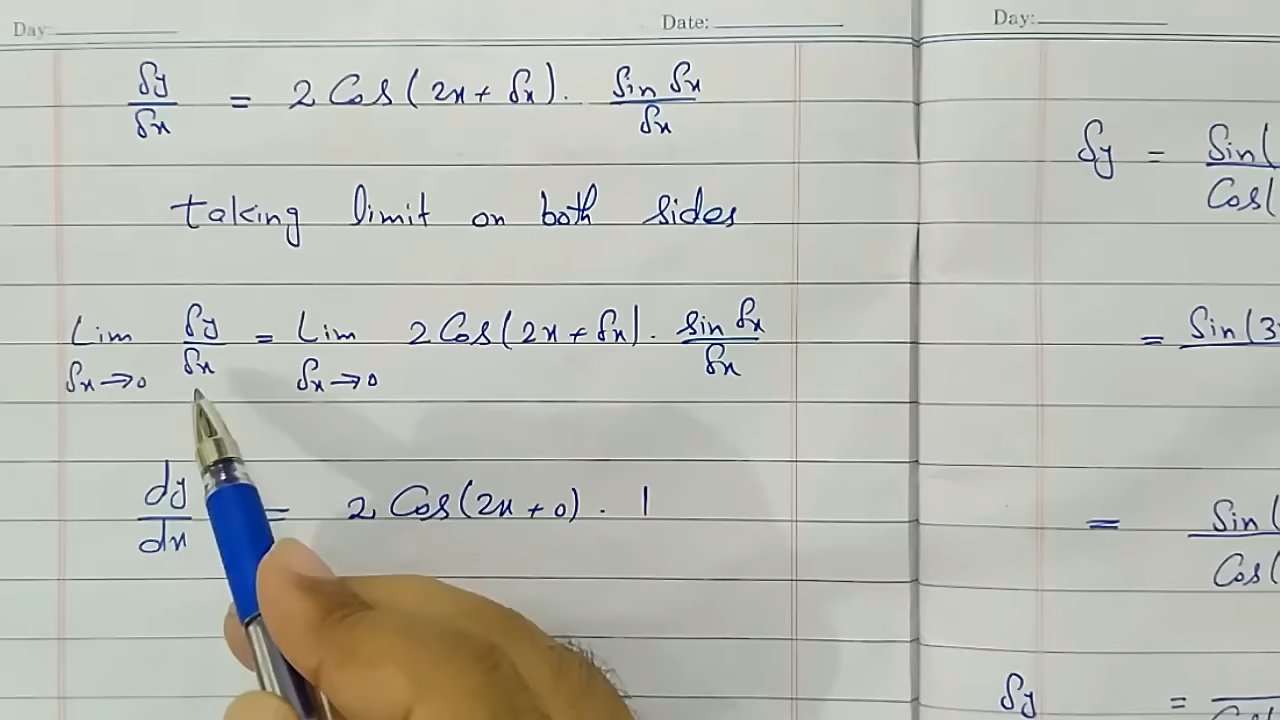 Day:
Date:
δy/δx = 2 Cos(2x + δx). Sin δx/δx
taking limit on both sides
Lim δx→0 δy/δx = Lim δx→0 2 Cos(2x + δx). sin δx/δx
dy/dx = 2 Cos(2x + 0) . 1
Day:
δy = Sin(/Cos(
= Sin(3
= Sin(/Cos(
δy =